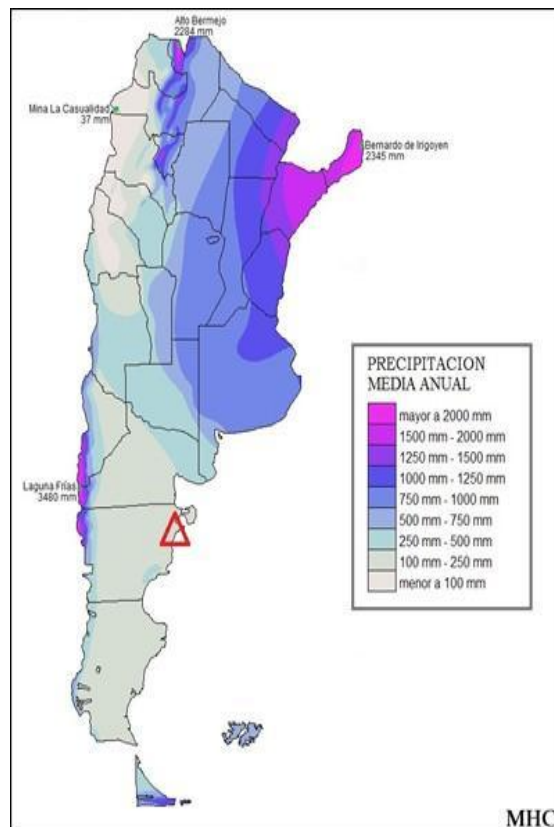 Alto Bermejo
2284 mm
Mina La Casualidad
37 mm
Bernardo de Irigoyen
2345 mm
PRECIPITACION
MEDIA ANUAL
mayor a 2000 mm
1500 mm - 2000 mm
1250 mm - 1500 mm
1000 mm - 1250 mm
750 mm - 1000 mm
500 mm - 750 mm
250 mm - 500 mm
100 mm - 250 mm
menor a 100 mm
Laguna Frías
3480 mm
MHC